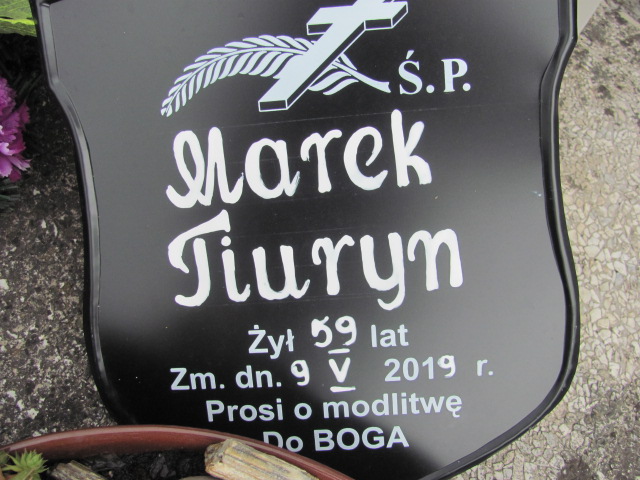 Ś.P.
Marek
Tiuryn
Żył 59 lat
Zm. dn. 9 V 2019 r.
Prosi o modlitwę
Do BOGA